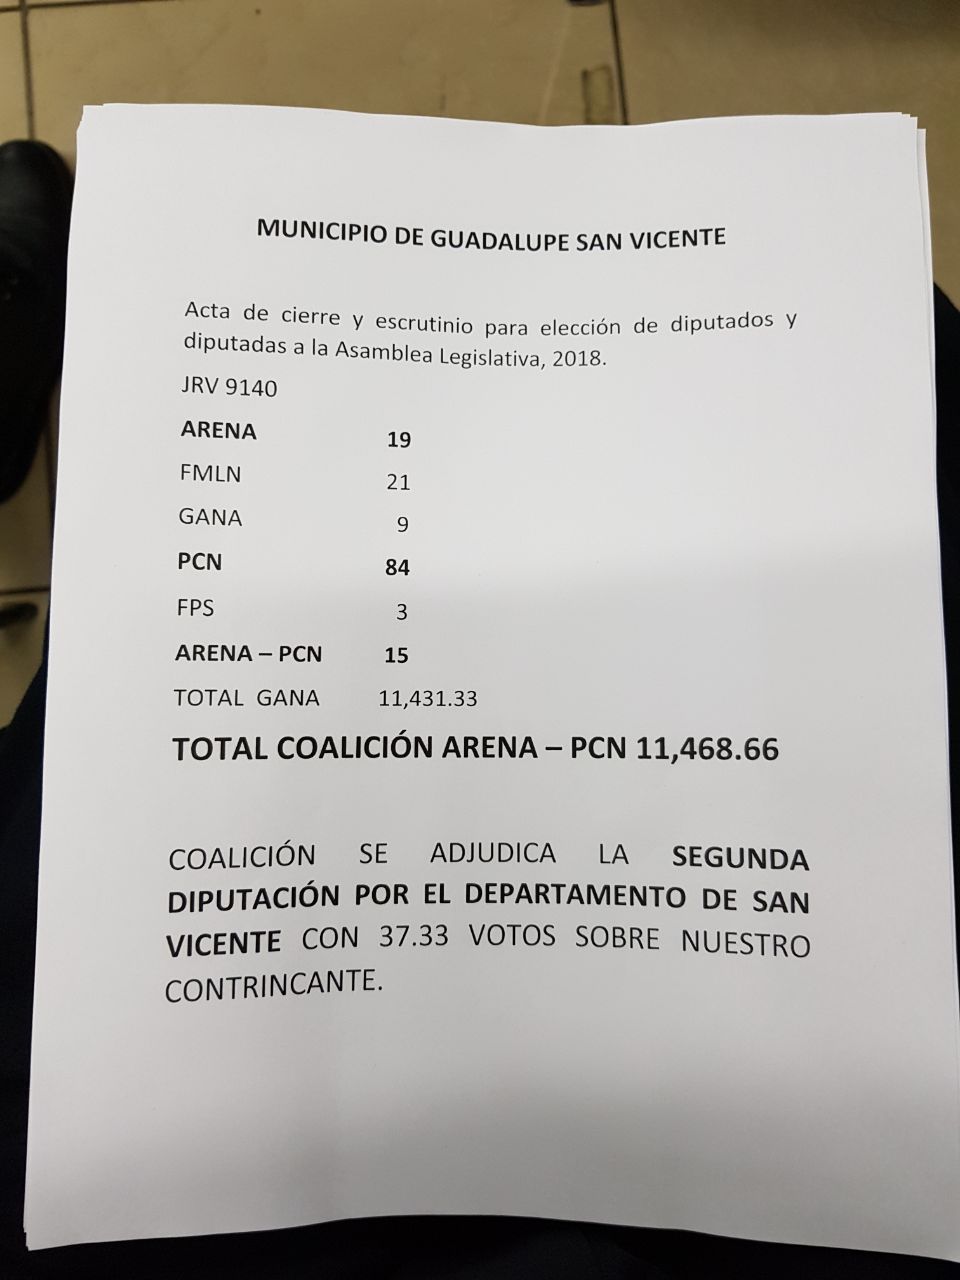 MUNICIPIO DE GUADALUPE SAN VICENTE
Acta de cierre y escrutinio para elección de diputados y
diputadas a la Asamblea Legislativa, 2018.
JRV 9140
ARENA 19
FMLN 21
GANA 9
PCN 84
FPS 3
ARENA – PCN 15
TOTAL GANA 11,431.33
TOTAL COALICIÓN ARENA – PCN 11,468.66
COALICIÓN SE ADJUDICA LA SEGUNDA
DIPUTACIÓN POR EL DEPARTAMENTO DE SAN
VICENTE CON 37.33 VOTOS SOBRE NUESTRO
CONTRINCANTE.